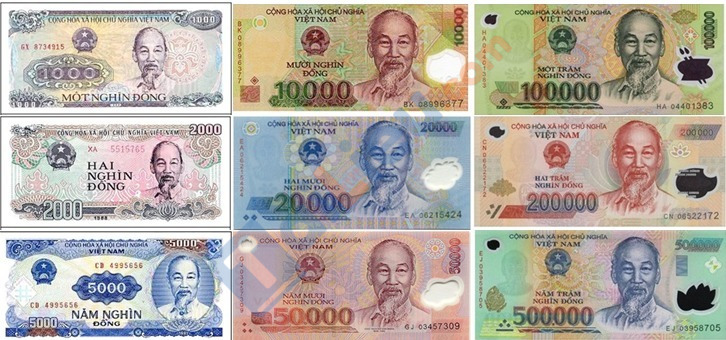 CỘNG HÒA XÃ HỘI CHỦ NGHĨA VIỆT NAM
1000
GX 8734915
1000
1000
MỘT NGHÌN ĐỒNG
CỘNG HÒA XÃ HỘI CHỦ NGHĨA
VIỆT NAM
10000
BK 08996377
MƯỜI NGHÌN
ĐỒNG
10.000
BK 08996377
CỘNG HÒA XÃ HỘI CHỦ NGHĨA
VIỆT NAM
100000
HA 04401383
MỘT TRĂM
NGHÌN ĐỒNG
100.000
HA 04401383
CỘNG HÒA XÃ HỘI CHỦ NGHĨA VIỆT NAM
2000
XA 5516765
HAI
NGHÌN
ĐỒNG
2000
1988
CỘNG HÒA XÃ HỘI CHỦ NGHĨA
VIỆT NAM
20000
EA 06215424
HAI MƯƠI
NGHÌN ĐỒNG
20.000
EA 06215424
CỘNG HÒA XÃ HỘI CHỦ NGHĨA
VIỆT NAM
200000
CN 06522172
HAI TRĂM
NGHÌN ĐỒNG
200.000
CN 06522172
CỘNG HÒA XÃ HỘI CHỦ NGHĨA
VIỆT NAM
5000
CD 4995656
5000
CD 4995656
5000
NĂM NGHÌN
ĐỒNG
CỘNG HÒA XÃ HỘI CHỦ NGHĨA
VIỆT NAM
50000
NĂM MƯƠI
NGHÌN ĐỒNG
50.000
GJ 03457309
CỘNG HÒA XÃ HỘI CHỦ NGHĨA
VIỆT NAM
500000
EJ 03958705
NĂM TRĂM
NGHÌN ĐỒNG
500.000
EJ 03958705